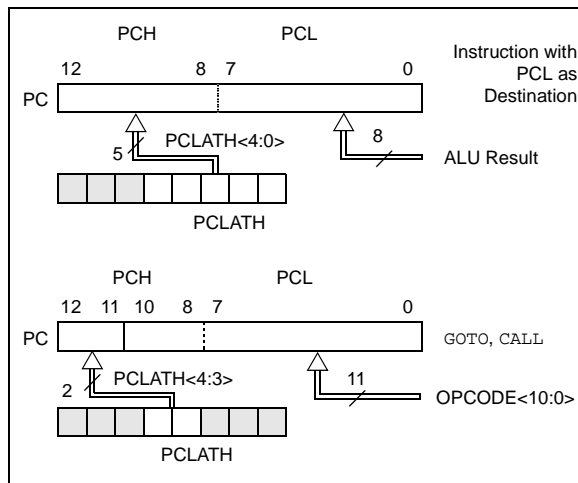 PCH PCL
12 8 7 0
Instruction with
PCL as
Destination
PC
5 PCLATH<4:0> 8
ALU Result
PCLATH
PCH PCL
12 11 10 8 7 0
PC GOTO, CALL
2 PCLATH<4:3> 11
OPCODE<10:0>
PCLATH